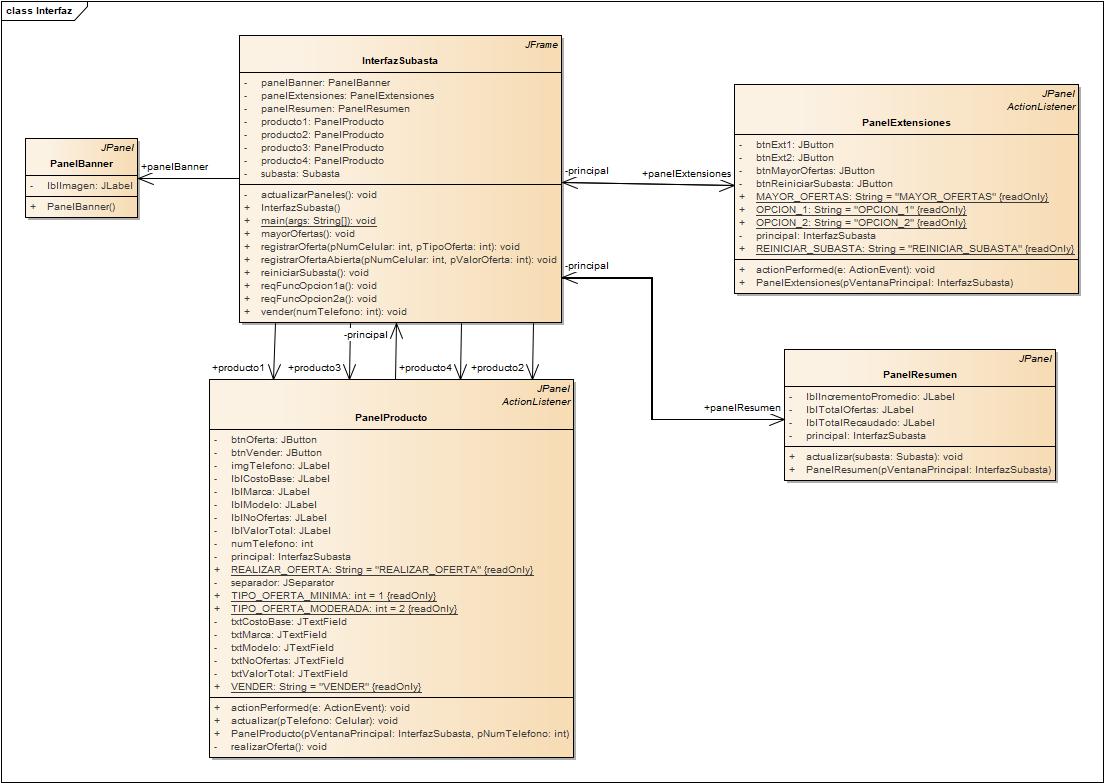 class Interfaz
JFrame
InterfazSubasta
- panelBanner: PanelBanner
- panelExtensiones: PanelExtensiones
- panelResumen: PanelResumen
- producto1: PanelProducto
- producto2: PanelProducto
- producto3: PanelProducto
- producto4: PanelProducto
- subasta: Subasta
- actualizarPaneles(): void
+ InterfazSubasta()
+ main(args: String[]): void
+ mayorOfertas(): void
+ registrarOferta(pNumCelular: int, pTipoOferta: int): void
+ registrarOfertaAbierta(pNumCelular: int, pValorOferta: int): void
+ reiniciarSubasta(): void
+ reqFuncOpcion1a(): void
+ reqFuncOpcion2a(): void
+ vender(numTelefono: int): void
JPanel
PanelBanner
- lblImagen: JLabel
+ PanelBanner()
+panelBanner
-principal
+panelExtensiones
JPanel
ActionListener
PanelExtensiones
- btnExt1: JButton
- btnExt2: JButton
- btnMayorOfertas: JButton
- btnReiniciarSubasta: JButton
+ MAYOR_OFERTAS: String = "MAYOR_OFERTAS" {readOnly}
+ OPCION_1: String = "OPCION_1" {readOnly}
+ OPCION_2: String = "OPCION_2" {readOnly}
- principal: InterfazSubasta
+ REINICIAR_SUBASTA: String = "REINICIAR_SUBASTA" {readOnly}
+ actionPerformed(e: ActionEvent): void
+ PanelExtensiones(pVentanaPrincipal: InterfazSubasta)
-principal
+panelResumen
JPanel
PanelResumen
- lblIncrementoPromedio: JLabel
- lblTotalOfertas: JLabel
- lblTotalRecaudado: JLabel
- principal: InterfazSubasta
+ actualizar(subasta: Subasta): void
+ PanelResumen(pVentanaPrincipal: InterfazSubasta)
-principal
+producto1
+producto3
+producto4
+producto2
JPanel
ActionListener
PanelProducto
- btnOferta: JButton
- btnVender: JButton
- imgTelefono: JLabel
- lblCostoBase: JLabel
- lblMarca: JLabel
- lblModelo: JLabel
- lblNoOfertas: JLabel
- lblValorTotal: JLabel
- numTelefono: int
- principal: InterfazSubasta
+ REALIZAR_OFERTA: String = "REALIZAR_OFERTA" {readOnly}
- separador: JSeparator
+ TIPO_OFERTA_MINIMA: int = 1 {readOnly}
+ TIPO_OFERTA_MODERADA: int = 2 {readOnly}
- txtCostoBase: JTextField
- txtMarca: JTextField
- txtModelo: JTextField
- txtNoOfertas: JTextField
- txtValorTotal: JTextField
+ VENDER: String = "VENDER" {readOnly}
+ actionPerformed(e: ActionEvent): void
+ actualizar(pTelefono: Celular): void
+ PanelProducto(pVentanaPrincipal: InterfazSubasta, pNumTelefono: int)
- realizarOferta(): void